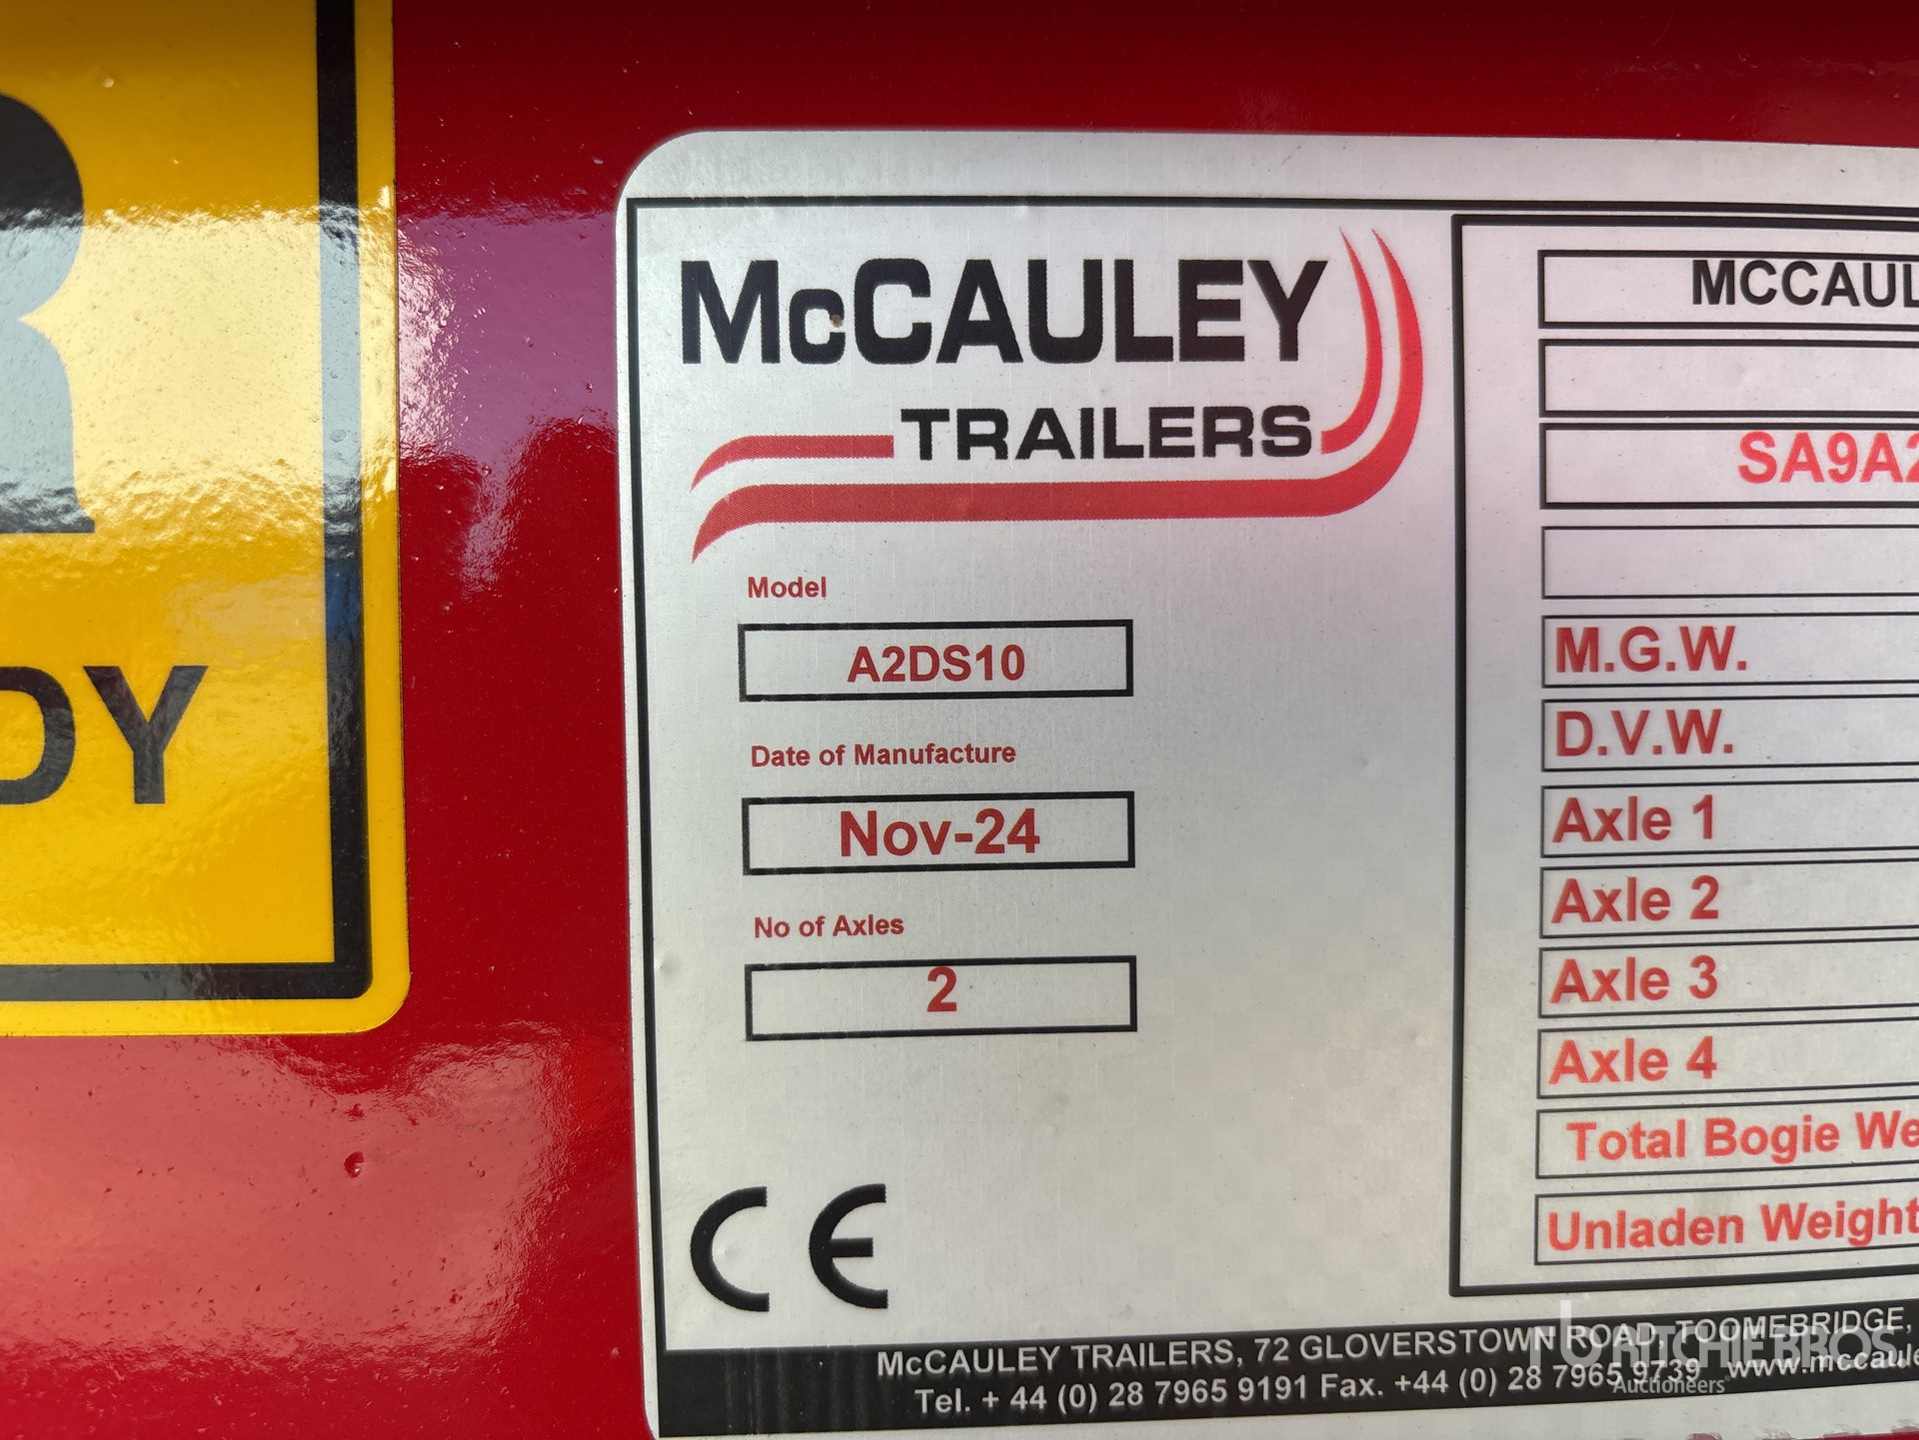 R
DY
McCAULEY
TRAILERS
Model
A2DS10
Date of Manufacture
Nov-24
No of Axles
2
CE
MCCAUL
SA9A2
M.G.W.
D.V.W.
Axle 1
Axle 2
Axle 3
Axle 4
Total Bogie We
Unladen Weight
McCAULEY TRAILERS, 72 GLOVERSTOWN ROAD, TOOMEBRIDGE,
Tel. + 44 (0) 28 7965 9191 Fax. +44 (0) 28 7965 9739 www.mccaule
RITCHIE BROS
Auctioneers